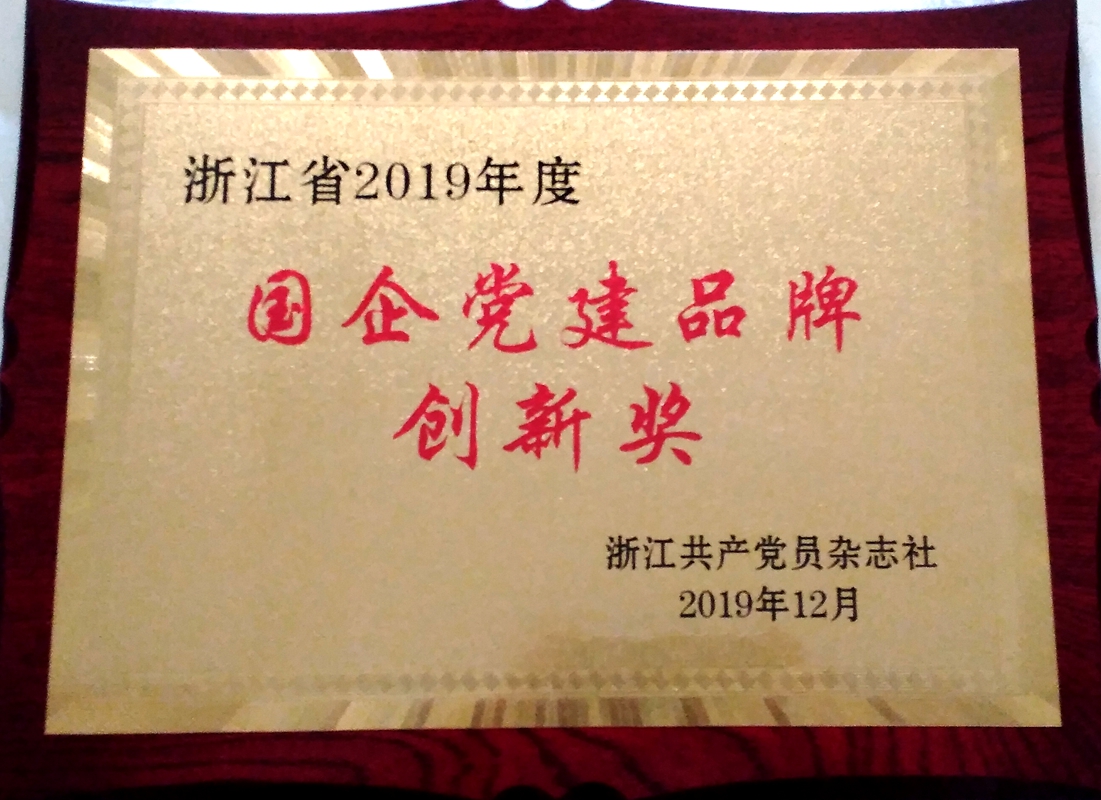 浙江省2019年度
国企党建品牌
创新奖
浙江共产党员杂志社
2019年12月